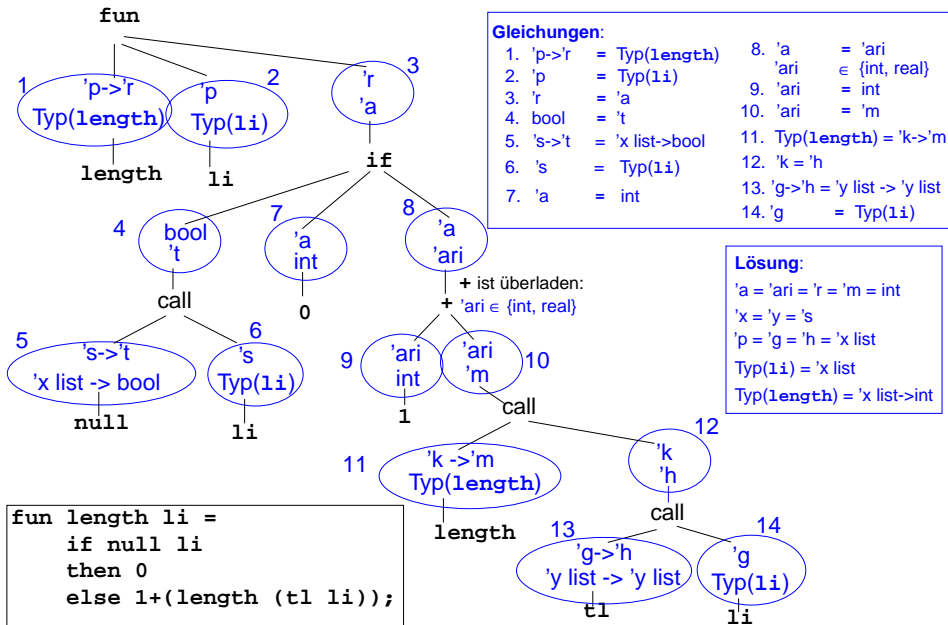 fun
1
'p->'r
Typ(length)
length
2
'p
Typ(li)
li
3
'r
'a
if
4
bool
't
call
7
'a
int
0
8
'a
'ari
+ ist überladen:
+ 'ari ∈ {int, real}
5
's->'t
'x list -> bool
null
6
's
Typ(li)
li
9
'ari
int
1
10
'ari
'm
call
11
'k ->'m
Typ(length)
length
12
'k
'h
call
13
'g->'h
'y list -> 'y list
tl
14
'g
Typ(li)
li
Gleichungen:
1. 'p->'r = Typ(length)
2. 'p = Typ(li)
3. 'r = 'a
4. bool = 't
5. 's->'t = 'x list->bool
6. 's = Typ(li)
7. 'a = int
8. 'a = 'ari
'ari ∈ {int, real}
9. 'ari = int
10. 'ari = 'm
11. Typ(length) = 'k->'m
12. 'k = 'h
13. 'g->'h = 'y list -> 'y list
14. 'g = Typ(li)
Lösung:
'a = 'ari = 'r = 'm = int
'x = 'y = 's
'p = 'g = 'h = 'x list
Typ(li) = 'x list
Typ(length) = 'x list->int
fun length li =
if null li
then 0
else 1+(length (tl li));